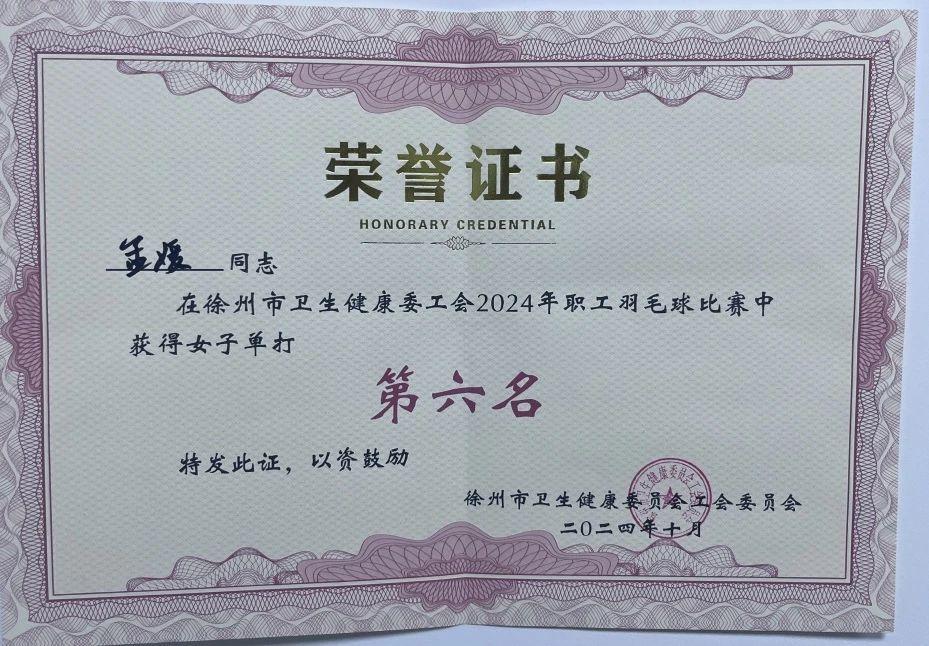 荣誉证书
HONORARY CREDENTIAL
孟媛 同志
在徐州市卫生健康委工会2024年职工羽毛球比赛中
获得女子单打
第六名
特发此证，以资鼓励
徐州市卫生健康委员会工会委员会
二〇二四年十月